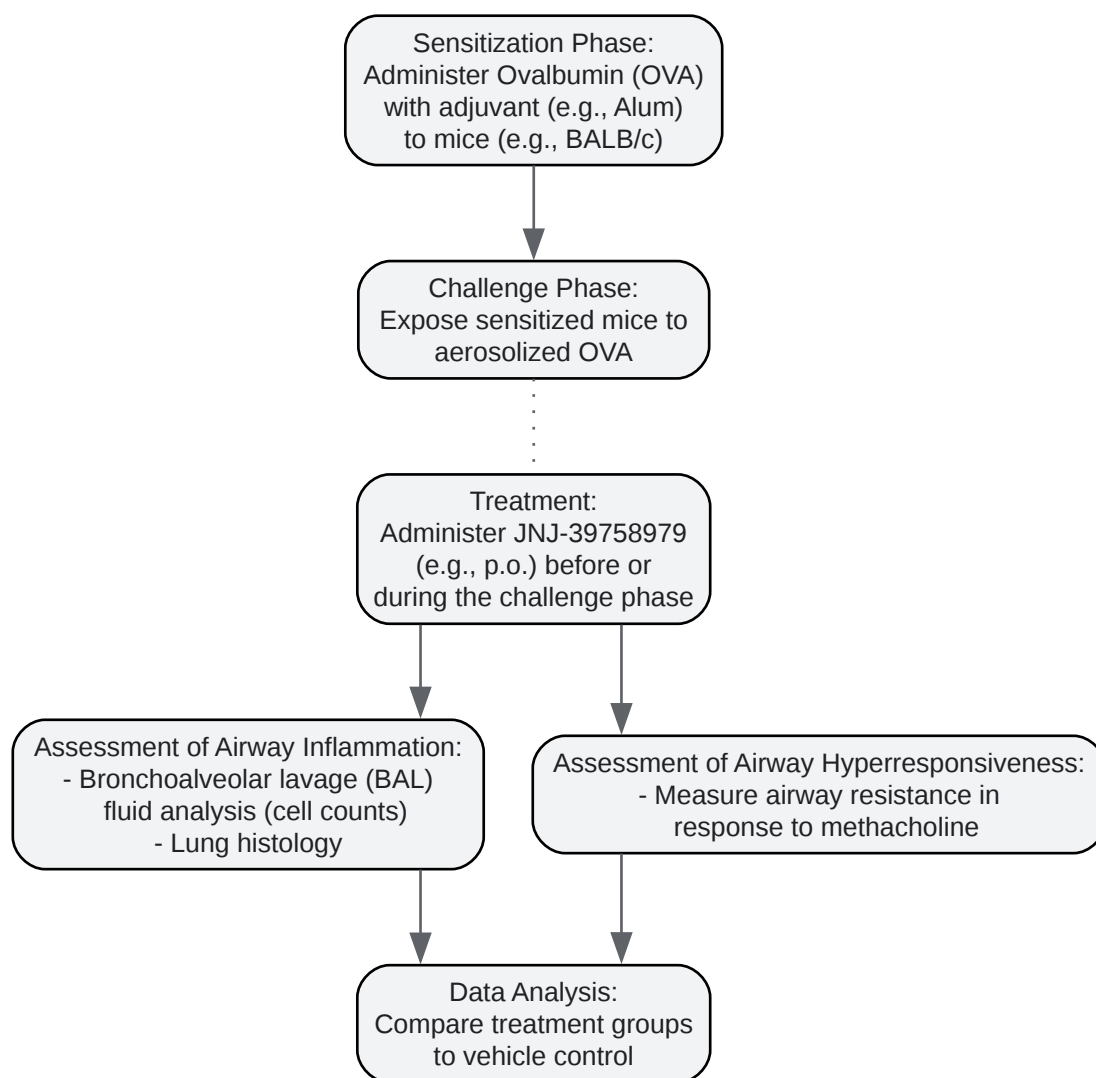 Sensitization Phase:
Administer Ovalbumin (OVA)
with adjuvant (e.g., Alum)
to mice (e.g., BALB/c)
Challenge Phase:
Expose sensitized mice to
aerosolized OVA
Treatment:
Administer JNJ-39758979
(e.g., p.o.) before or
during the challenge phase
Assessment of Airway Inflammation:
- Bronchoalveolar lavage (BAL)
fluid analysis (cell counts)
- Lung histology
Assessment of Airway Hyperresponsiveness:
- Measure airway resistance in
response to methacholine
Data Analysis:
Compare treatment groups
to vehicle control